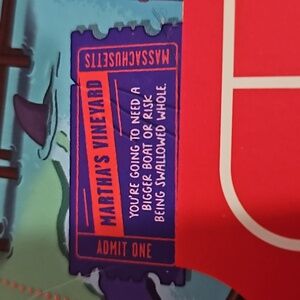 MASSACHUSETTS
MARTHA'S VINEYARD
YOU'RE GOING TO NEED A
BIGGER BOAT OR RISK
BEING SWALLOWED WHOLE.
ADMIT ONE